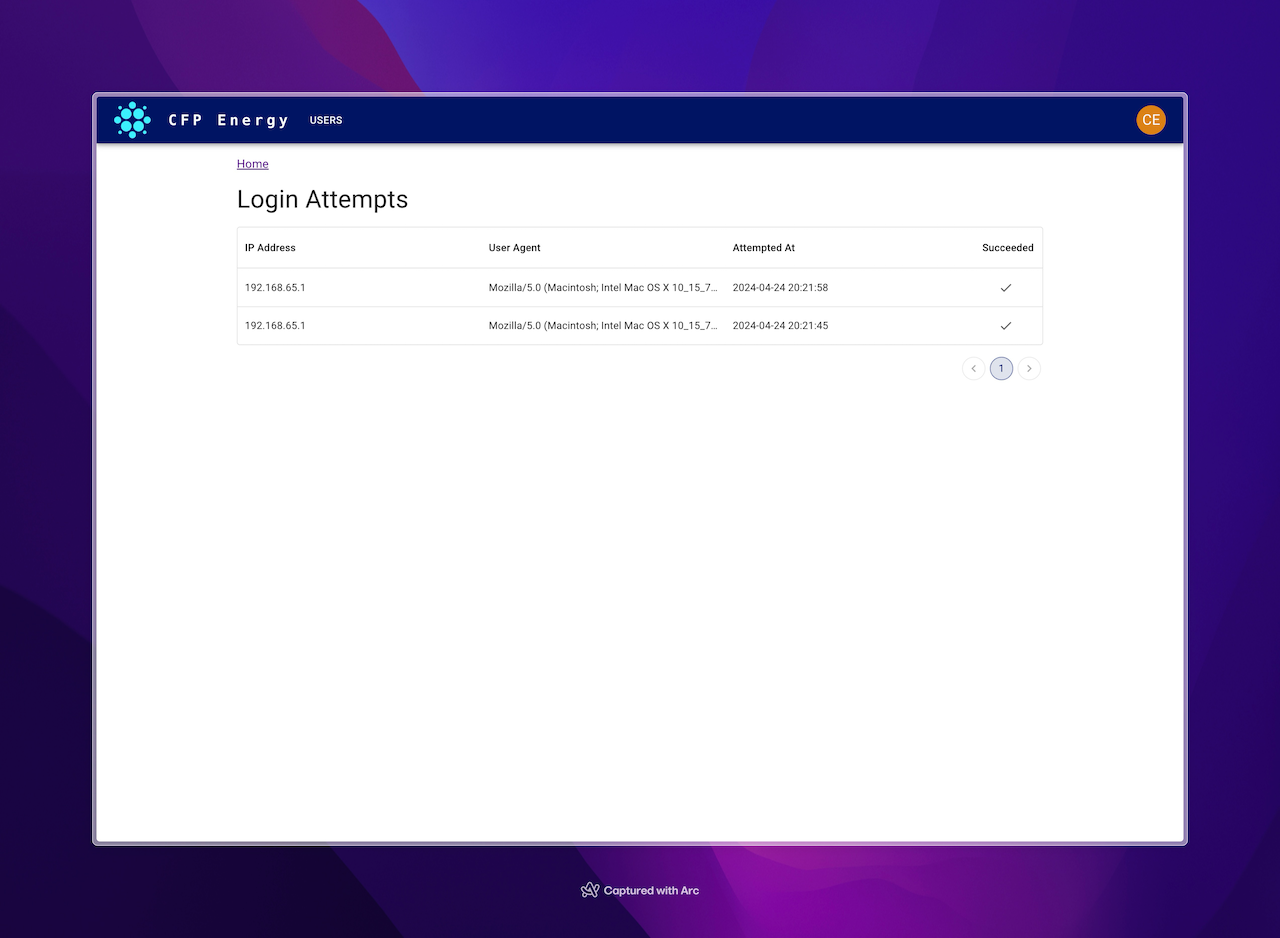 CFP Energy USERS CE
Home
Login Attempts
IP Address User Agent Attempted At Succeeded
192.168.65.1 Mozilla/5.0 (Macintosh; Intel Mac OS X 10_15_7... 2024-04-24 20:21:58
192.168.65.1 Mozilla/5.0 (Macintosh; Intel Mac OS X 10_15_7... 2024-04-24 20:21:45
1
Captured with Arc